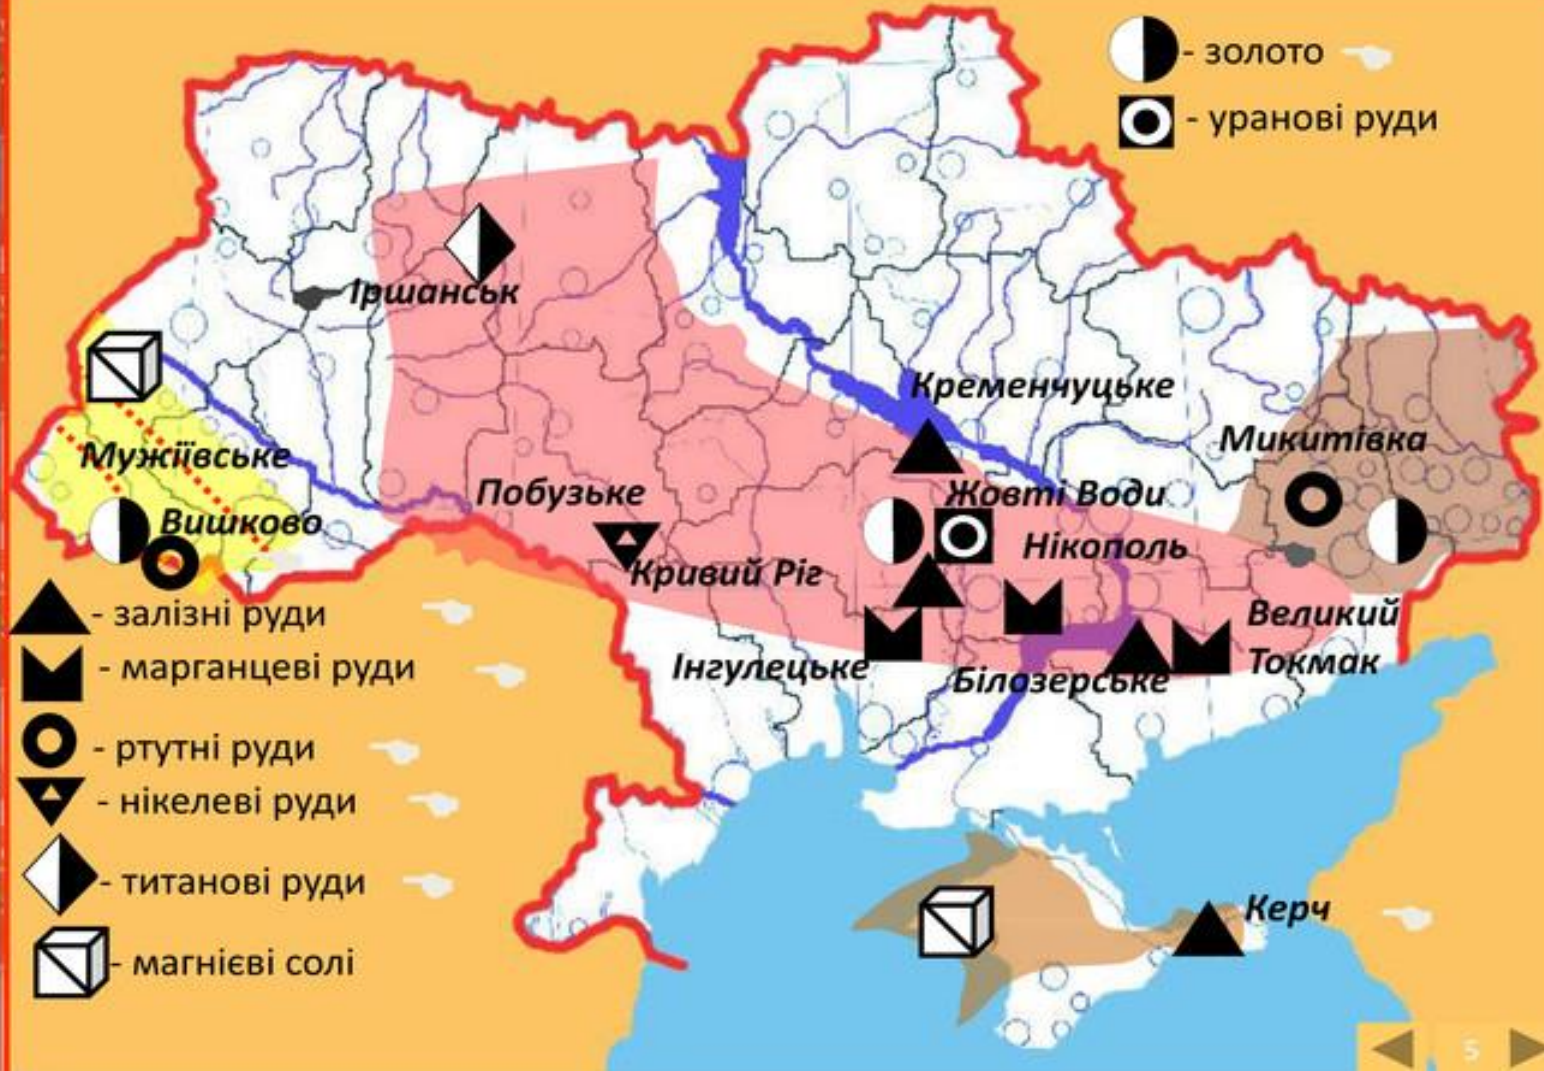 - золото
- уранові руди
Іршанськ
Кременчуцьке
Микитівка
Мужіївське
Побузьке
Жовті Води
Вишково
Нікополь
Кривий Ріг
- залізні руди
Великий
Токмак
- марганцеві руди
Інгулецьке
Білозерське
- ртутні руди
- нікелеві руди
- титанові руди
Керч
- магнієві солі
5